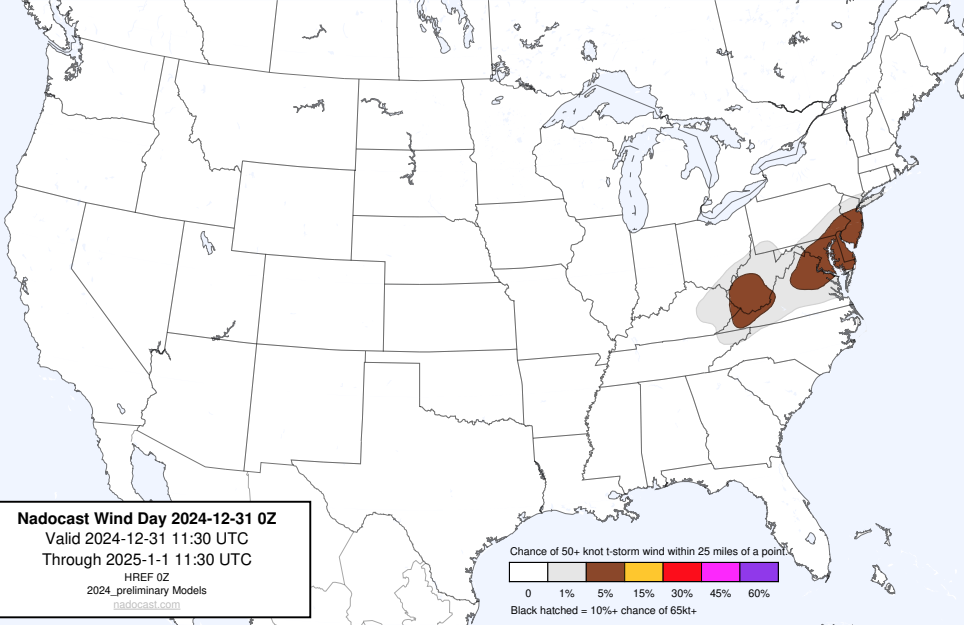 Nadocast Wind Day 2024-12-31 0Z
Valid 2024-12-31 11:30 UTC
Through 2025-1-1 11:30 UTC
HREF 0Z
2024_preliminary Models
nadocast.com
Chance of 50+ knot t-storm wind within 25 miles of a point.
0 1% 5% 15% 30% 45% 60%
Black hatched = 10%+ chance of 65kt+